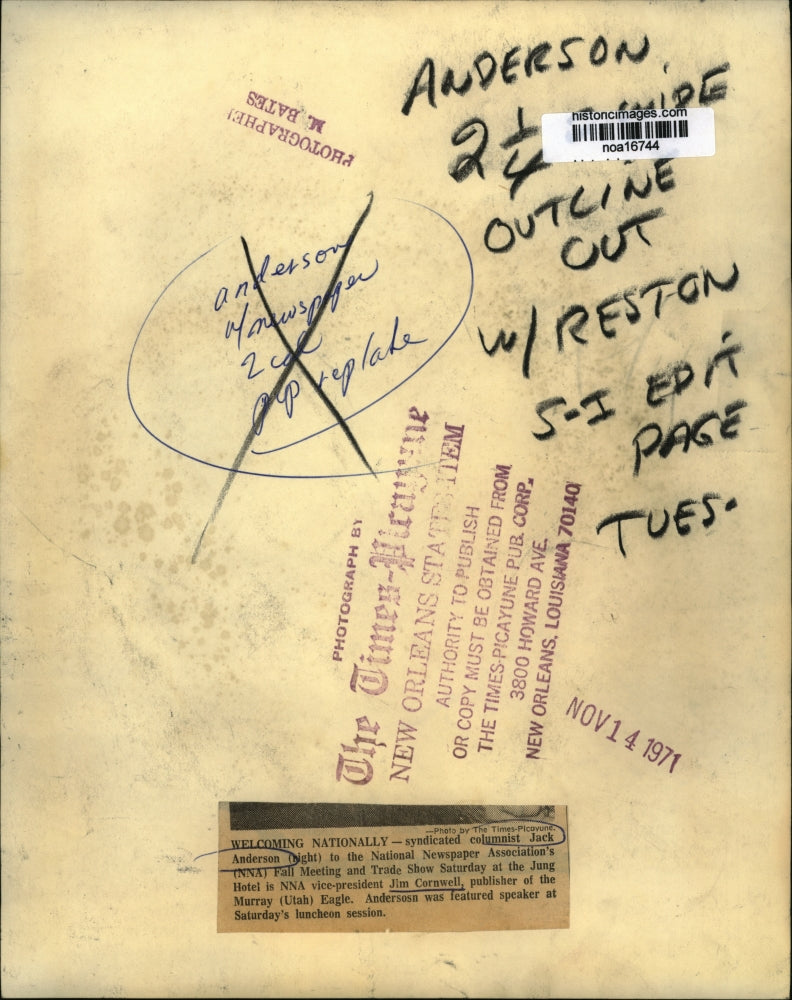 ANDERSON
2 1/4 WIDE
OUTLINE
CUT
W/ RESTON
S-I EDIT
PAGE
TUES.
historicimages.com
noa16744
PHOTOGRAPHER
M. BATES
anderson
w/newspaper
2 col
pep replate
PHOTOGRAPH BY
The Times-Picayune
NEW ORLEANS STATES ITEM
AUTHORITY TO PUBLISH
OR COPY MUST BE OBTAINED FROM
THE TIMES-PICAYUNE PUB. CORP.
3800 HOWARD AVE.
NEW ORLEANS, LOUISIANA 70140
NOV 14 1971
—Photo by The Times-Picayune.
WELCOMING NATIONALLY — syndicated columnist Jack
Anderson (right) to the National Newspaper Association's
(NNA) Fall Meeting and Trade Show Saturday at the Jung
Hotel is NNA vice-president Jim Cornwell, publisher of the
Murray (Utah) Eagle. Andersosn was featured speaker at
Saturday's luncheon session.